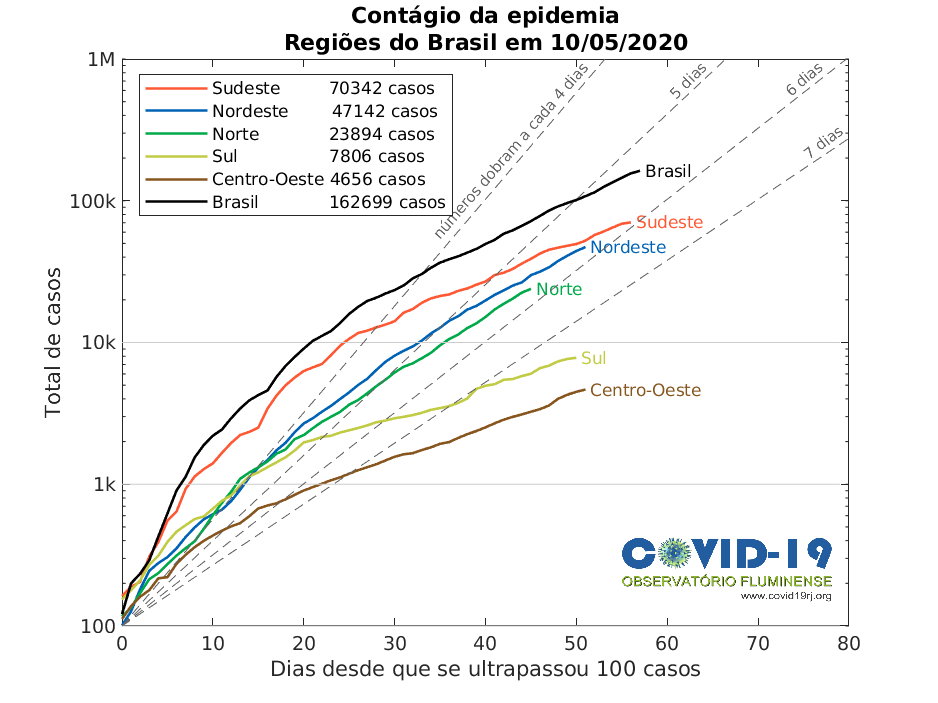 Contágio da epidemia
Regiões do Brasil em 10/05/2020
Total de casos
1M
100k
10k
1k
100
Sudeste 70342 casos
Nordeste 47142 casos
Norte 23894 casos
Sul 7806 casos
Centro-Oeste 4656 casos
Brasil 162699 casos
números dobram a cada 4 dias
5 dias
6 dias
7 dias
Brasil
Sudeste
Nordeste
Norte
Sul
Centro-Oeste
COVID-19
OBSERVATÓRIO FLUMINENSE
www.covid19rj.org
0 10 20 30 40 50 60 70 80
Dias desde que se ultrapassou 100 casos